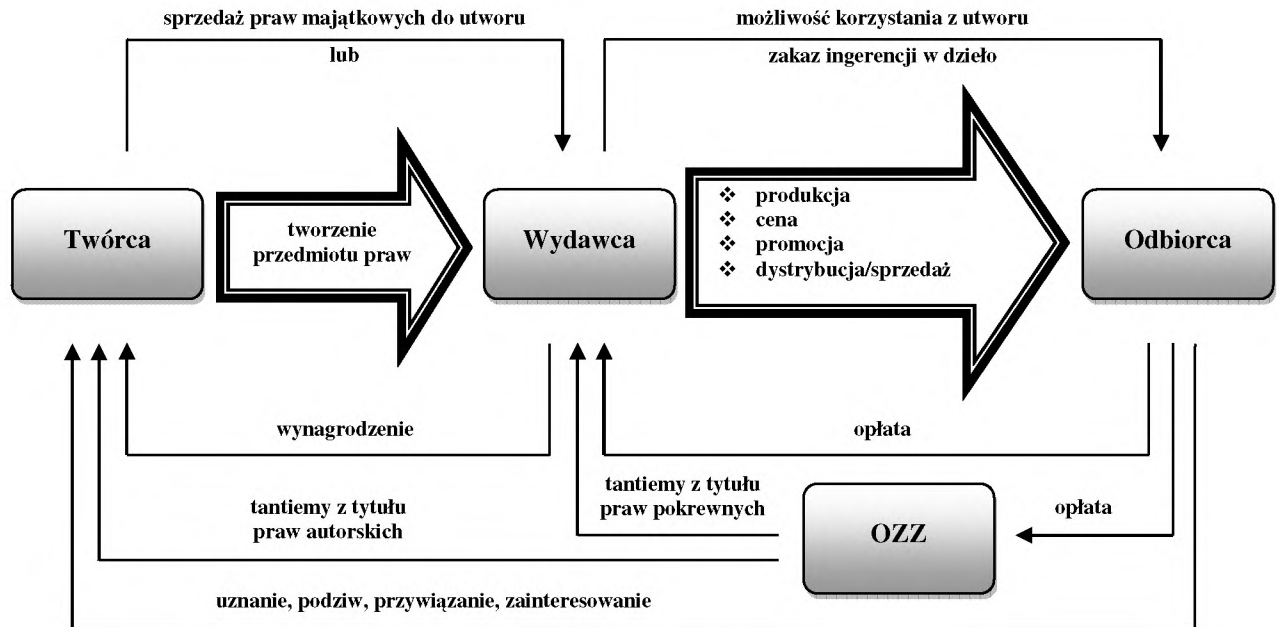 sprzedaż praw majątkowych do utworu
lub
możliwość korzystania z utworu
zakaz ingerencji w dzieło
Twórca
tworzenie
przedmiotu praw
Wydawca
❖ produkcja
❖ cena
❖ promocja
❖ dystrybucja/sprzedaż
Odbiorca
wynagrodzenie
opłata
tantiemy z tytułu
praw autorskich
tantiemy z tytułu
praw pokrewnych
OZZ
opłata
uznanie, podziw, przywiązanie, zainteresowanie